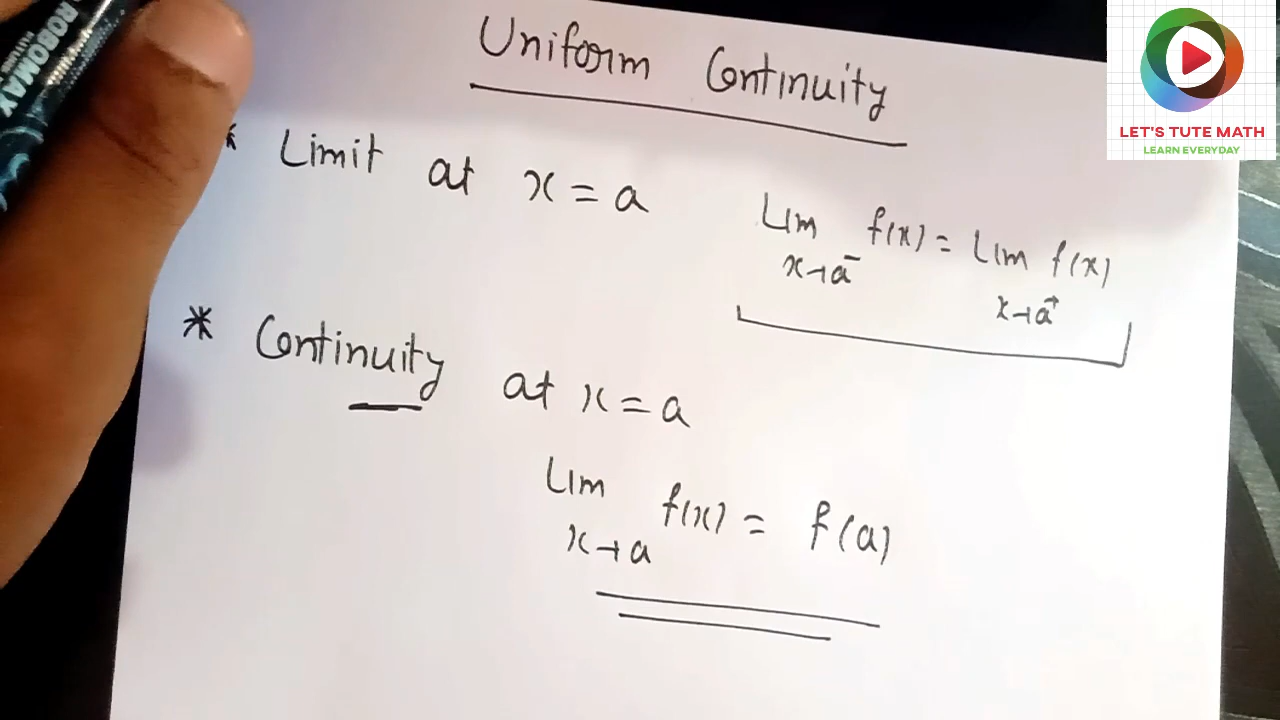 Uniform Continuity
LET'S TUTE MATH
LEARN EVERYDAY
ROBOMAX
* Limit at x = a
Lim f(x) = Lim f(x)
x→a⁻ x→a⁺
* Continuity at x = a
Lim f(x) = f(a)
x→a